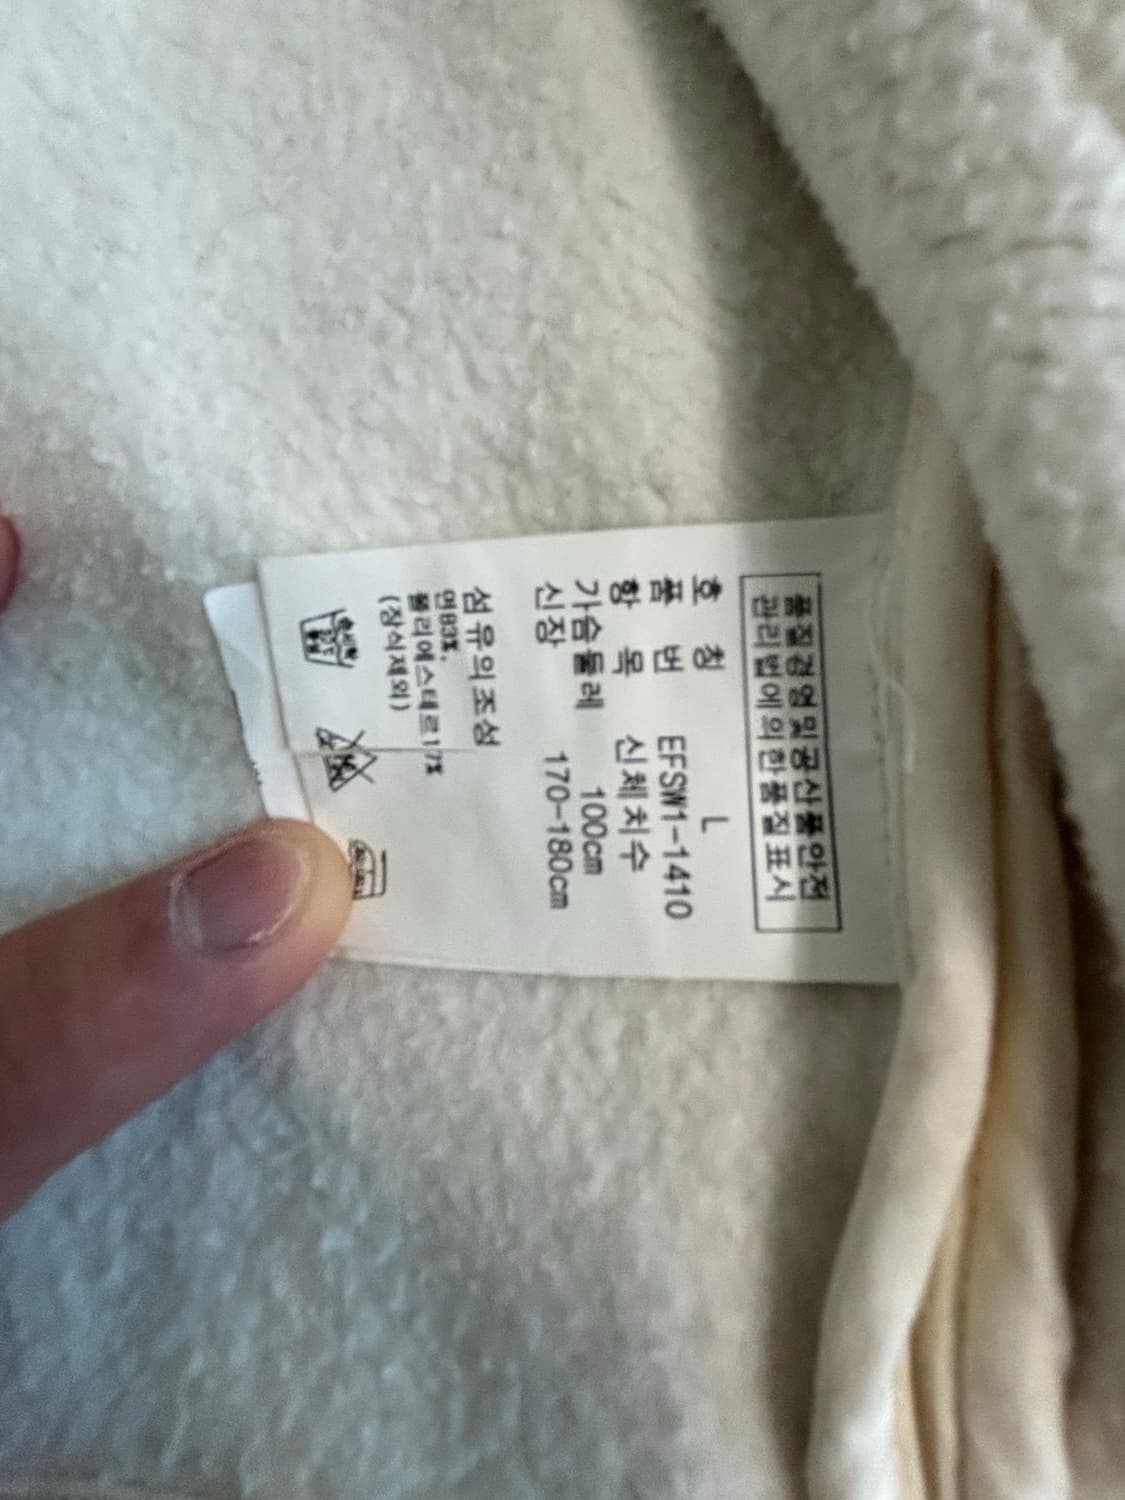 품질경영및공산품안전
관리법에의한품질표시
호 칭 L
품 번 EFSW1-1410
항 목 신체치수
가슴둘레 100cm
신장 170-180cm
섬유의조성
면83%,
폴리에스테르17%
(장식제외)